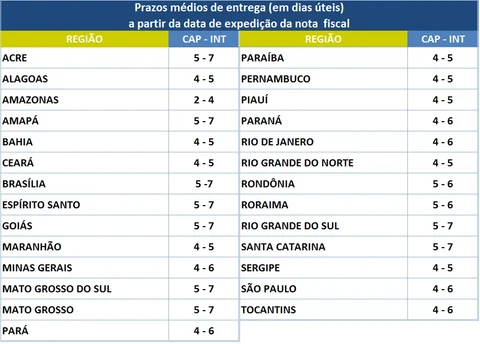 Prazos médios de entrega (em dias úteis)
a partir da data de expedição da nota fiscal
REGIÃO CAP - INT REGIÃO CAP - INT
ACRE 5 - 7 PARAÍBA 4 - 5
ALAGOAS 4 - 5 PERNAMBUCO 4 - 5
AMAZONAS 2 - 4 PIAUÍ 4 - 5
AMAPÁ 5 - 7 PARANÁ 4 - 6
BAHIA 4 - 5 RIO DE JANERO 4 - 6
CEARÁ 4 - 5 RIO GRANDE DO NORTE 4 - 5
BRASÍLIA 5 -7 RONDÔNIA 5 - 6
ESPÍRITO SANTO 5 - 7 RORAIMA 5 - 6
GOIÁS 5 - 7 RIO GRANDE DO SUL 5 - 7
MARANHÃO 4 - 5 SANTA CATARINA 5 - 7
MINAS GERAIS 4 - 6 SERGIPE 4 - 5
MATO GROSSO DO SUL 5 - 7 SÃO PAULO 4 - 6
MATO GROSSO 5 - 7 TOCANTINS 4 - 6
PARÁ 4 - 6